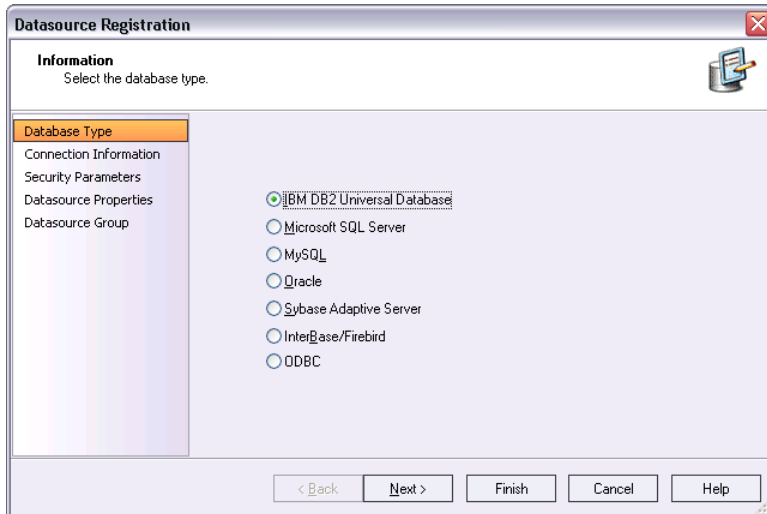 Datasource Registration
Information
Select the database type.
Database Type
Connection Information
Security Parameters
Datasource Properties
Datasource Group
IBM DB2 Universal Database
Microsoft SQL Server
MySQL
Oracle
Sybase Adaptive Server
InterBase/Firebird
ODBC
< Back
Next >
Finish
Cancel
Help